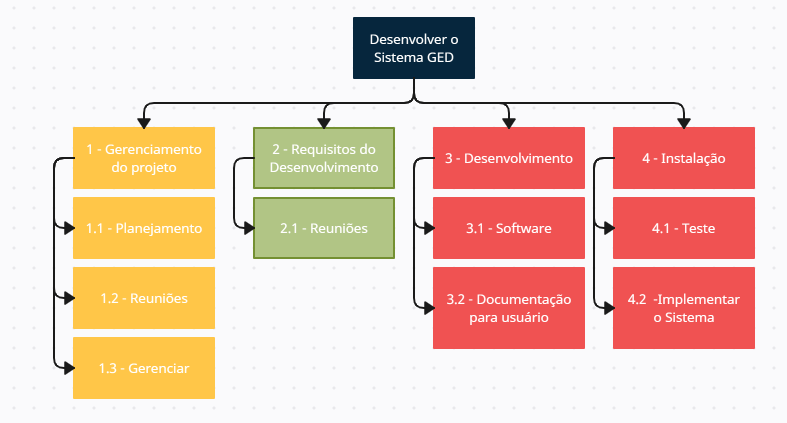 Desenvolver o
Sistema GED
1 - Gerenciamento
do projeto
1.1 - Planejamento
1.2 - Reuniões
1.3 - Gerenciar
2 - Requisitos do
Desenvolvimento
2.1 - Reuniões
3 - Desenvolvimento
3.1 - Software
3.2 - Documentação
para usuário
4 - Instalação
4.1 - Teste
4.2 -Implementar
o Sistema